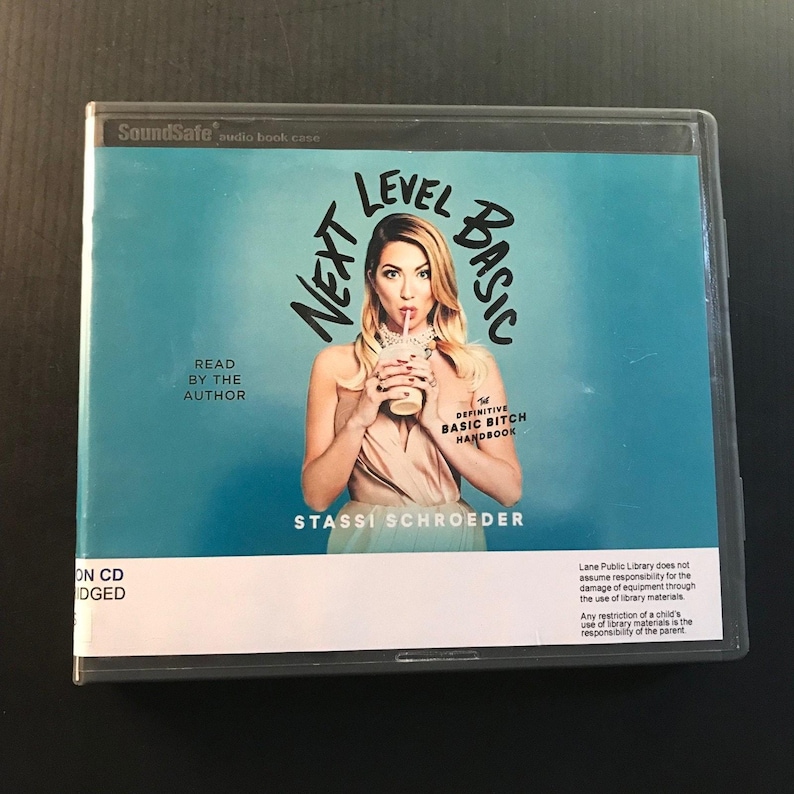 SoundSafe® audio book case
NEXT LEVEL BASIC
READ
BY THE
AUTHOR
THE
DEFINITIVE
BASIC BITCH
HANDBOOK
STASSI SCHROEDER
ON CD
IDGED
Lane Public Library does not
assume responsibility for the
damage of equipment through
the use of library materials.
Any restriction of a child's
use of library materials is the
responsibility of the parent.